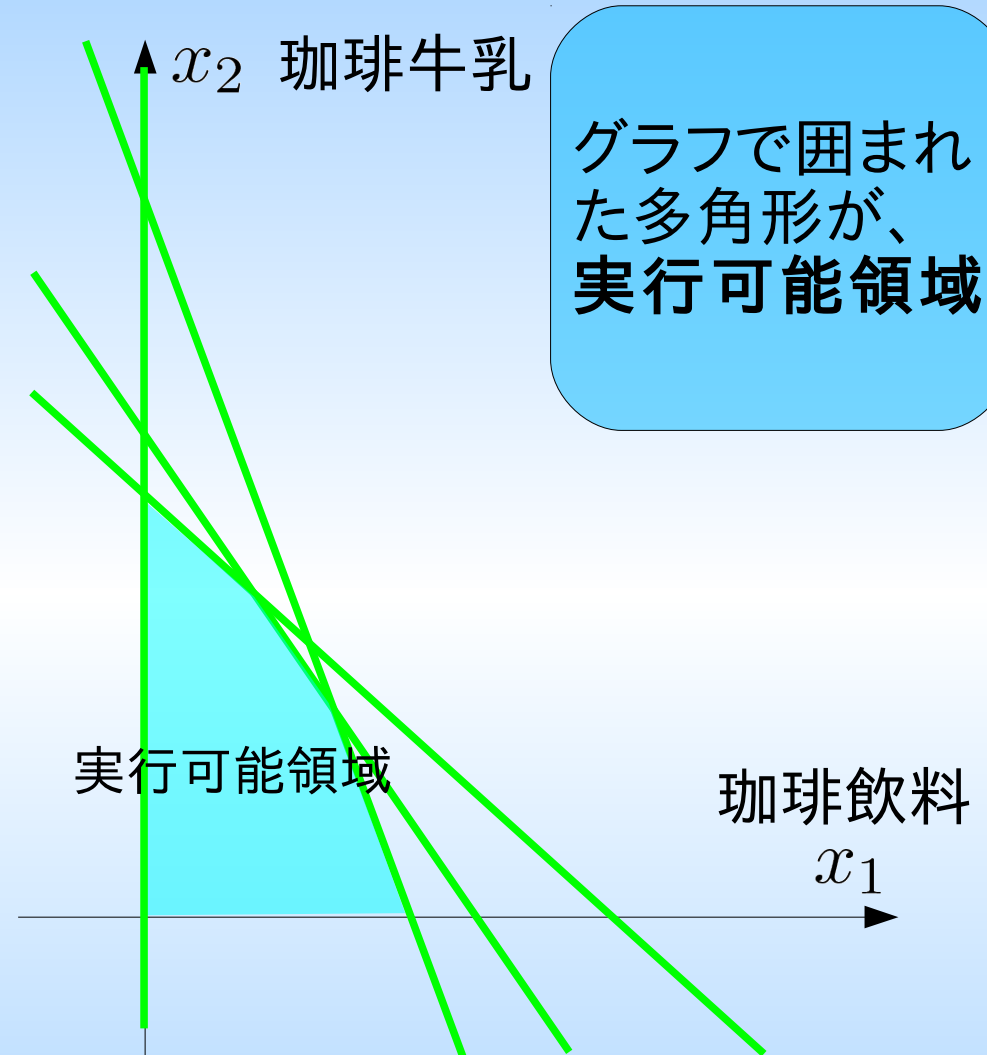 x₂ 珈琲牛乳
グラフで囲まれ
た多角形が、
実行可能領域
実行可能領域
珈琲飲料
x₁